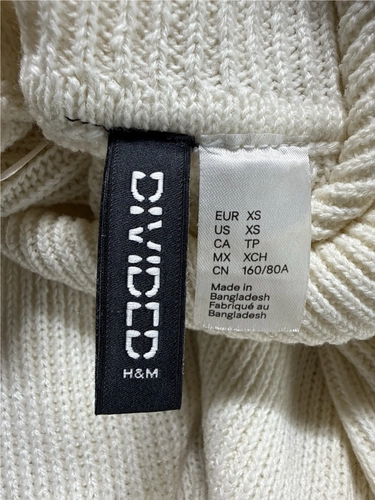 DIVIDED
H&M
EUR XS
US XS
CA TP
MX XCH
CN 160/80A
Made in
Bangladesh
Fabriqué au
Bangladesh